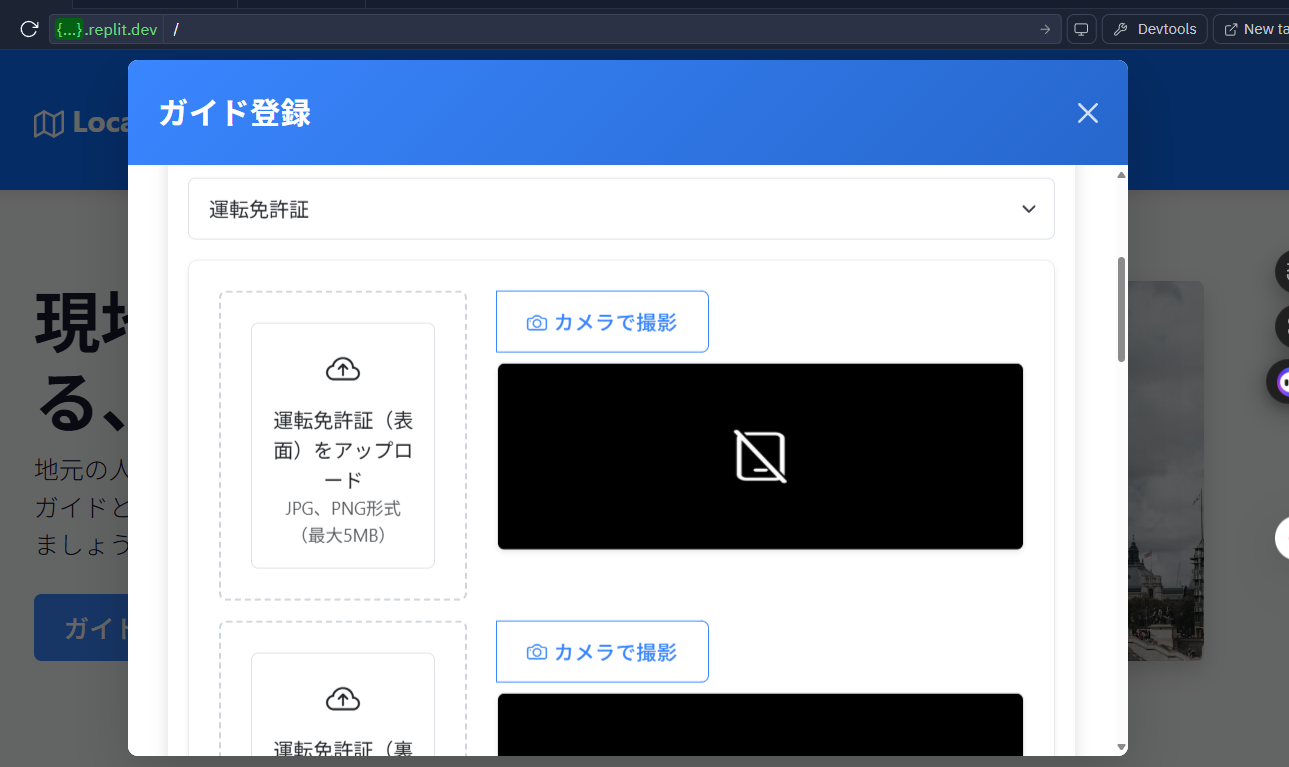 {...}.replit.dev /
Devtools
New ta
Loca
ガイド登録
運転免許証
現地
る、
地元の人
ガイドと
ましょう
ガイド
カメラで撮影
運転免許証（表
面）をアップロ
ード
JPG、PNG形式
（最大5MB）
カメラで撮影
運転免許証（裏